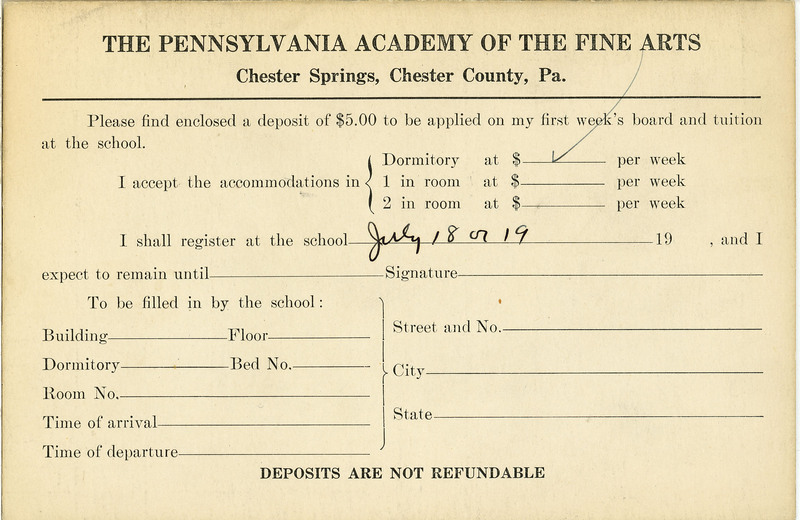 THE PENNSYLVANIA ACADEMY OF THE FINE ARTS
Chester Springs, Chester County, Pa.
Please find enclosed a deposit of $5.00 to be applied on my first week's board and tuition
at the school.
I accept the accommodations in
Dormitory at $ per week
1 in room at $ per week
2 in room at $ per week
I shall register at the school July 18 or 19 19 , and I
expect to remain until Signature
To be filled in by the school:
Building Floor
Dormitory Bed No.
Room No.
Time of arrival
Time of departure
Street and No.
City
State
DEPOSITS ARE NOT REFUNDABLE